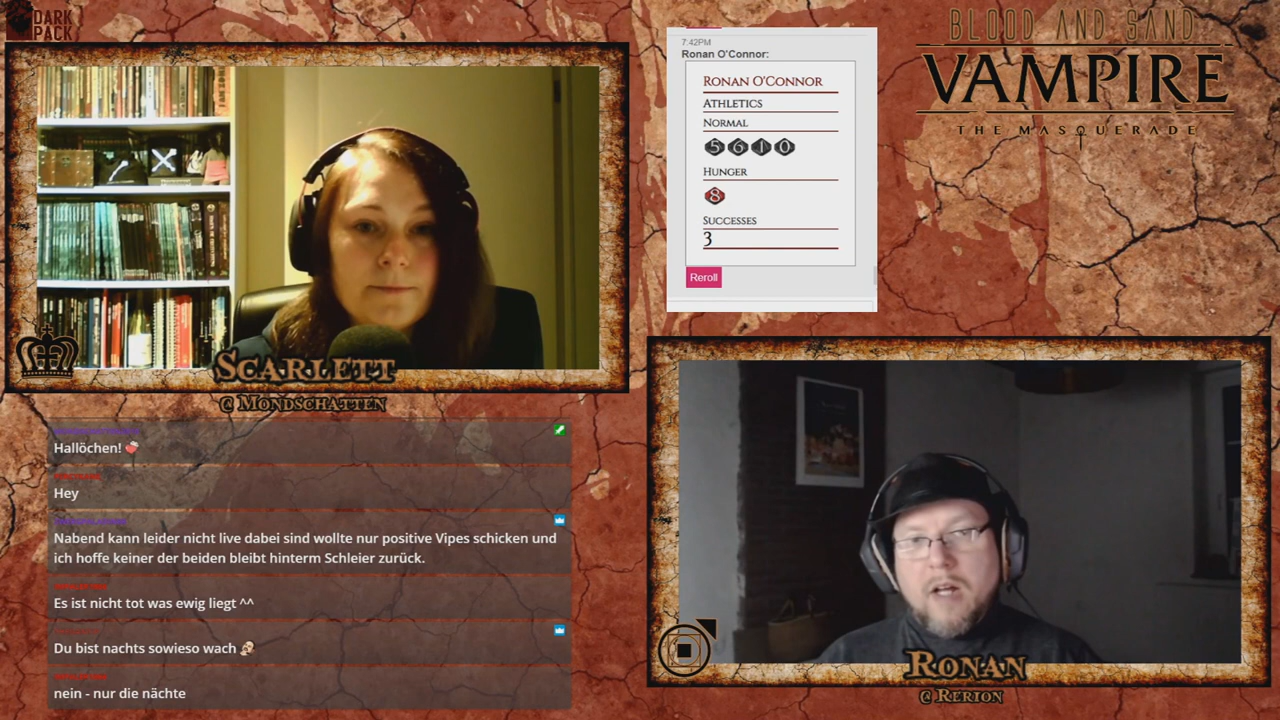 DARK
PACK
SCARLETT
@ MONDSCHATTEN
Hallöchen!
Hey
Nabend kann leider nicht live dabei sind wollte nur positive Vipes schicken und
ich hoffe keiner der beiden bleibt hinterm Schleier zurück.
Es ist nicht tot was ewig liegt ^^
Du bist nachts sowieso wach
nein - nur die nächte
7:42PM
Ronan O'Connor:
RONAN O'CONNOR
ATHLETICS
NORMAL
5 6 1 0
HUNGER
8
SUCCESSES
3
Reroll
BLOOD AND SAND
VAMPIRE
THE MASQUERADE
RONAN
@ RERION